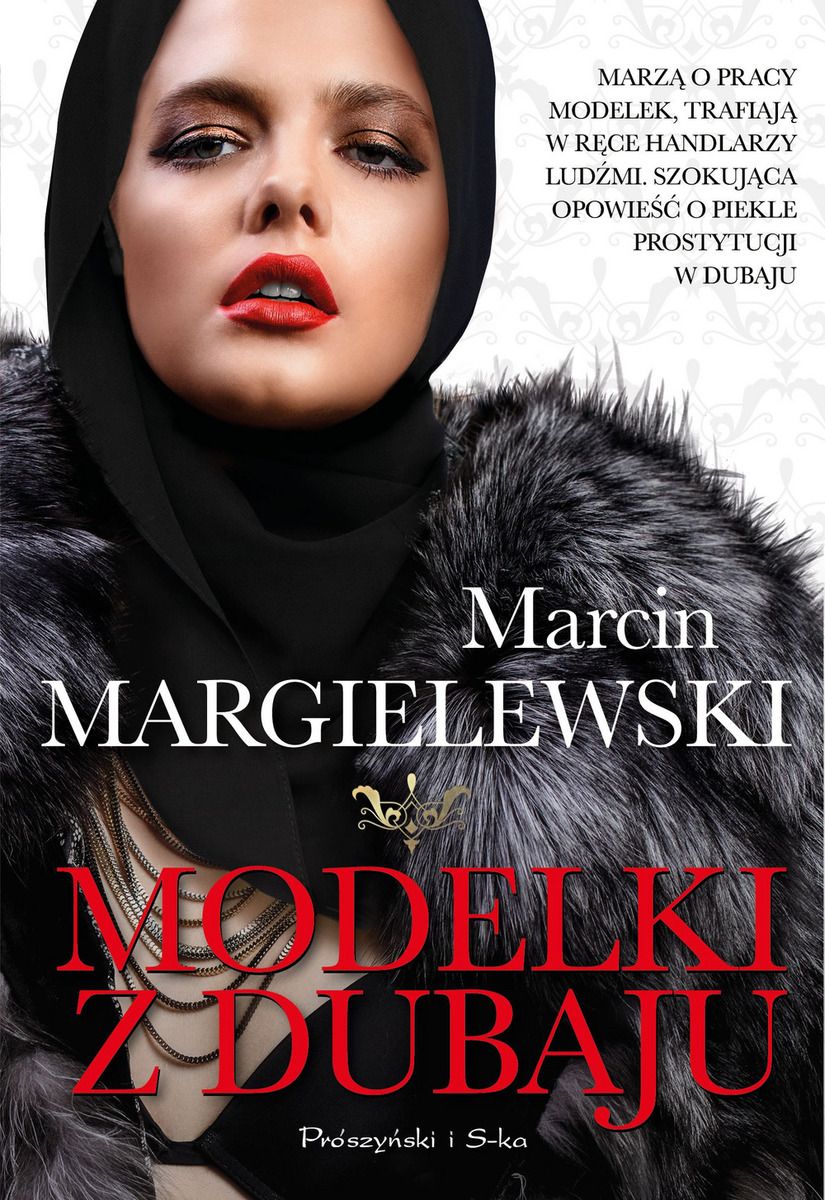 MARZĄ O PRACY
MODELEK, TRAFIAJĄ
W RĘCE HANDLARZY
LUDŹMI. SZOKUJĄCA
OPOWIEŚĆ O PIEKLE
PROSTYTUCJI
W DUBAJU
Marcin
MARGIELEWSKI
MODELKI
Z DUBAJU
Prószyński i S-ka